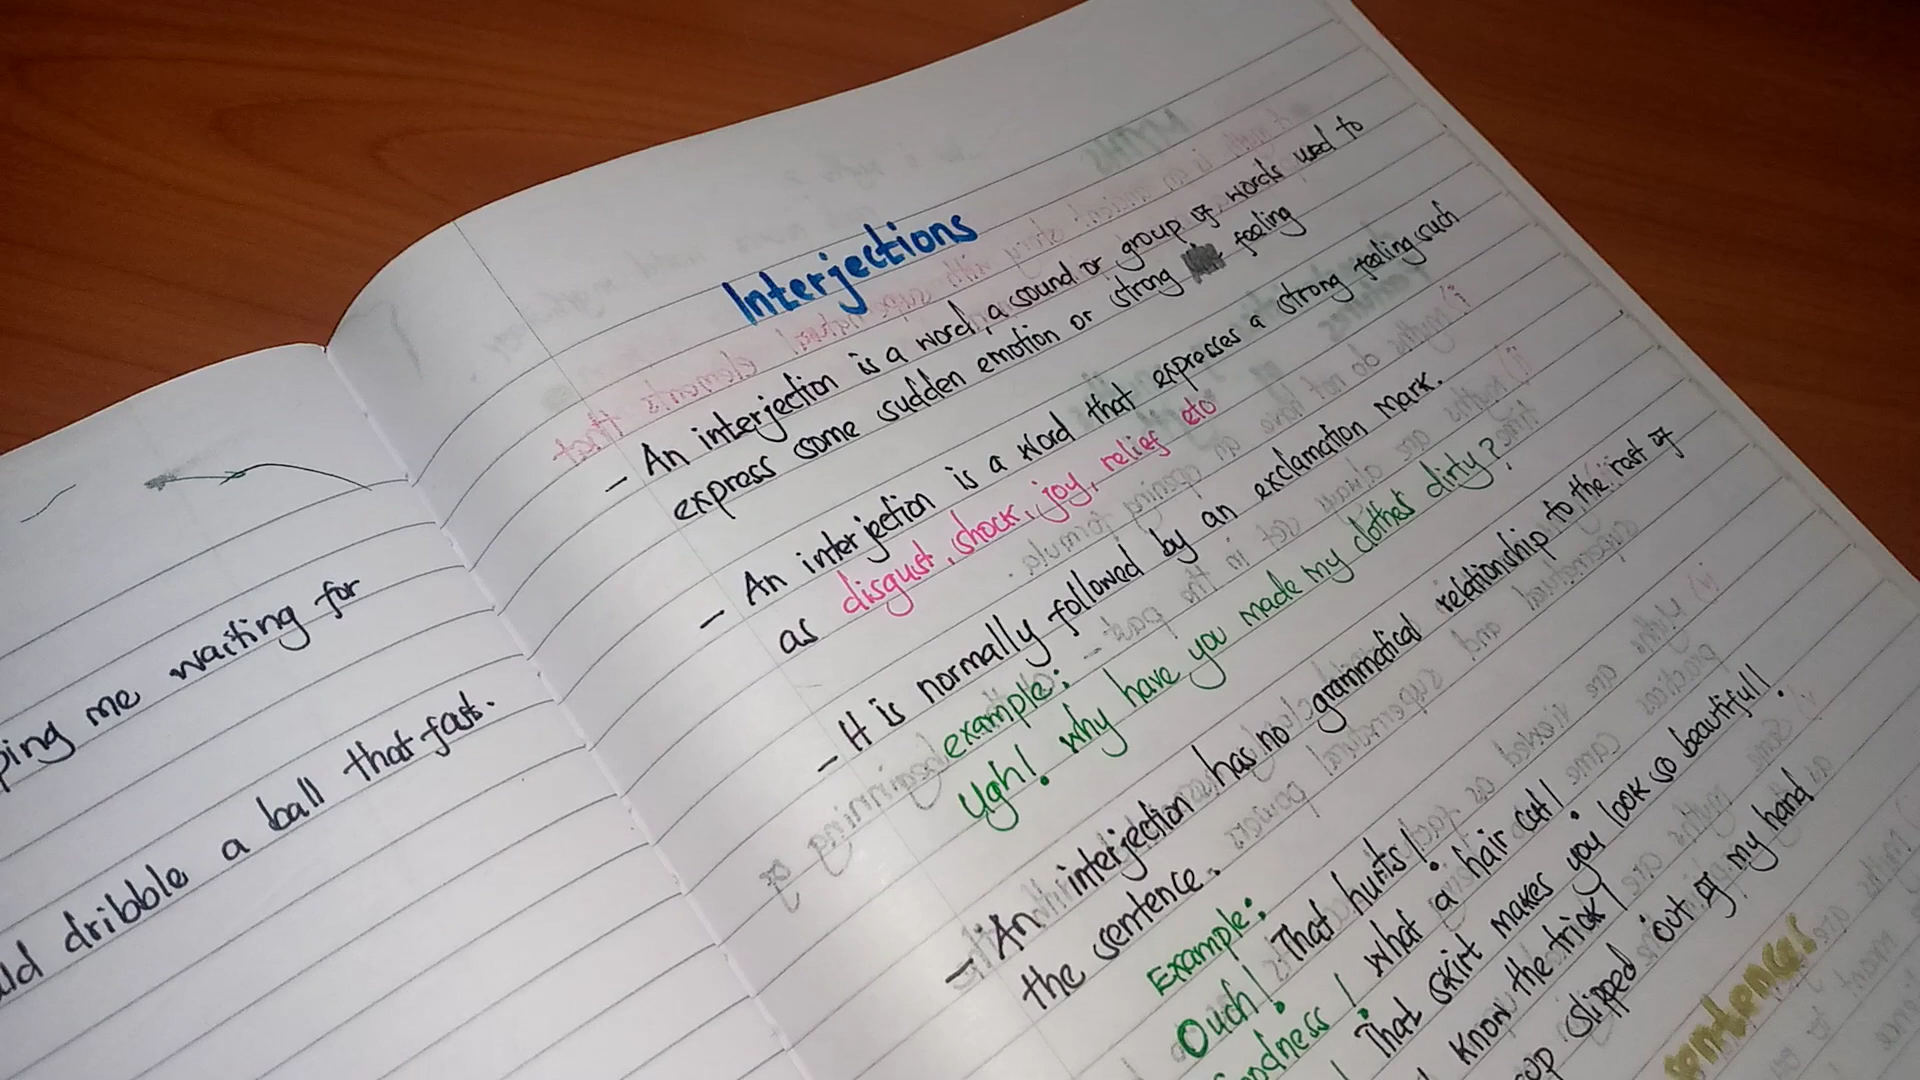 ping me waiting for
dribble a ball that fast.
Interjections
- An interjection is a word, a sound or group of words used to
express some sudden emotion or strong feeling
- An interjection is a word that expresses a strong feeling such
as disgust, shock, joy, relief etc
- It is normally followed by an exclamation mark.
example:
Ugh! why have you made my clothes dirty?
- An interjection has no grammatical relationship to the rest of
the sentence.
Example:
Ouch! That hurts!
! what a hair cut!
! That skirt makes you look so beautiful!
know the trick!
slipped out of my hand